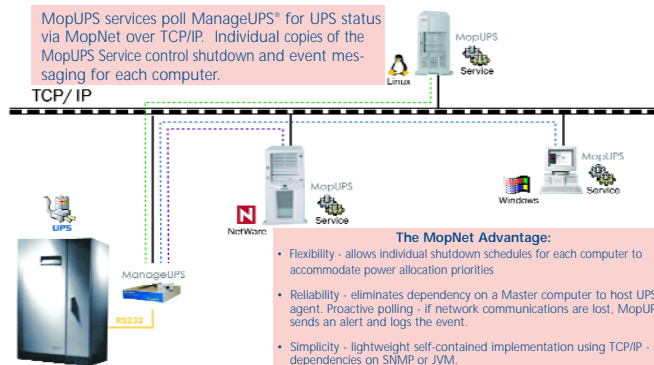 MopUPS services poll ManageUPS® for UPS status
via MopNet over TCP/IP. Individual copies of the
MopUPS Service control shutdown and event mes-
saging for each computer.
MopUPS
Service
Linux
TCP/IP
MopUPS
Service
NetWare
MopUPS
Service
Windows
UPS
ManageUPS
RS232
The MopNet Advantage:
• Flexibility - allows individual shutdown schedules for each computer to
accommodate power allocation priorities
• Reliability - eliminates dependency on a Master computer to host UPS
agent. Proactive polling - if network communications are lost, MopUP
sends an alert and logs the event.
• Simplicity - lightweight self-contained implementation using TCP/IP -
dependencies on SNMP or JVM.